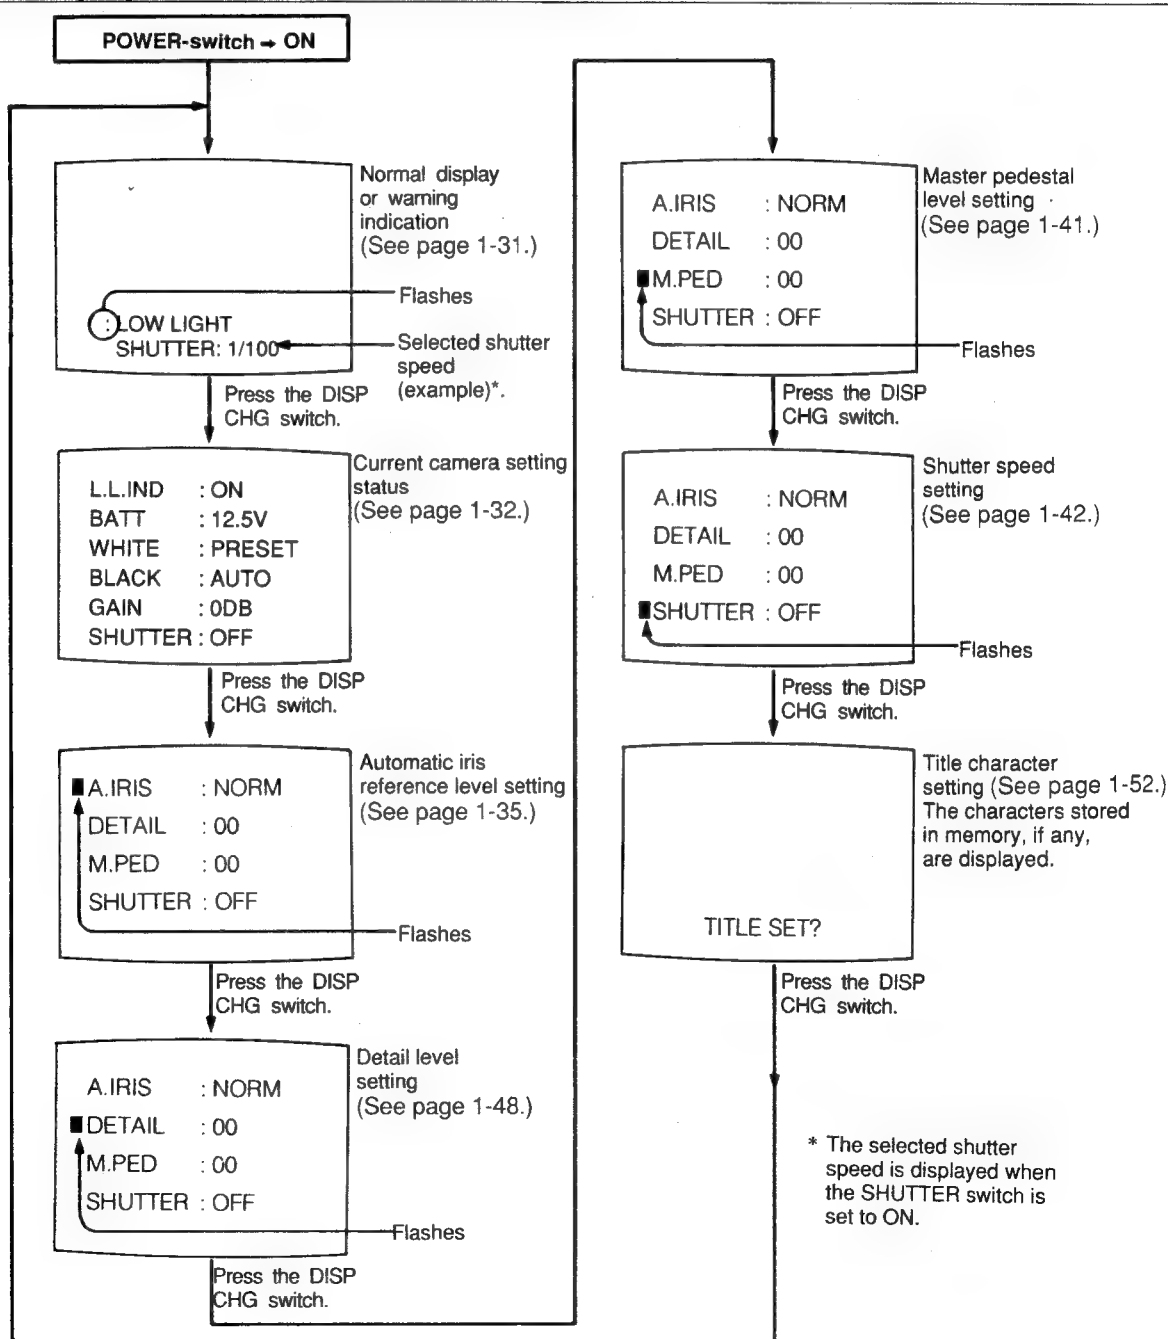 POWER-switch → ON
Normal display
or warning
indication
(See page 1-31.)
Flashes
: LOW LIGHT
SHUTTER: 1/100
Selected shutter
speed
(example)*.
Press the DISP
CHG switch.
L.L.IND : ON
BATT : 12.5V
WHITE : PRESET
BLACK : AUTO
GAIN : 0DB
SHUTTER : OFF
Current camera setting
status
(See page 1-32.)
Press the DISP
CHG switch.
A.IRIS : NORM
DETAIL : 00
M.PED : 00
SHUTTER : OFF
Automatic iris
reference level setting
(See page 1-35.)
Flashes
Press the DISP
CHG switch.
A.IRIS : NORM
DETAIL : 00
M.PED : 00
SHUTTER : OFF
Detail level
setting
(See page 1-48.)
Flashes
Press the DISP
CHG switch.
A.IRIS : NORM
DETAIL : 00
M.PED : 00
SHUTTER : OFF
Master pedestal
level setting
(See page 1-41.)
Flashes
Press the DISP
CHG switch.
A.IRIS : NORM
DETAIL : 00
M.PED : 00
SHUTTER : OFF
Shutter speed
setting
(See page 1-42.)
Flashes
Press the DISP
CHG switch.
TITLE SET?
Title character
setting (See page 1-52.)
The characters stored
in memory, if any,
are displayed.
Press the DISP
CHG switch.
* The selected shutter
speed is displayed when
the SHUTTER switch is
set to ON.